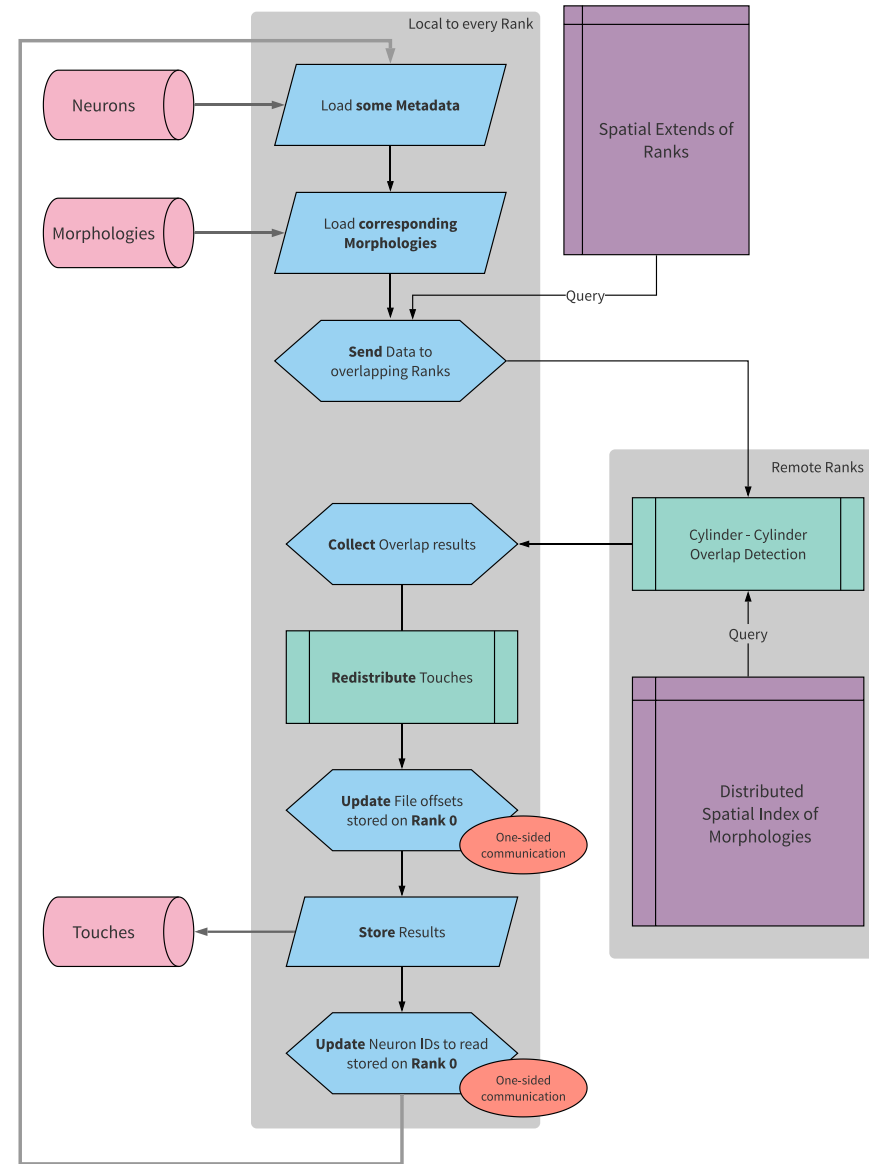 Local to every Rank
Neurons
Load some Metadata
Spatial Extends of
Ranks
Morphologies
Load corresponding
Morphologies
Query
Send Data to
overlapping Ranks
Remote Ranks
Collect Overlap results
Cylinder - Cylinder
Overlap Detection
Query
Redistribute Touches
Update File offsets
stored on Rank 0
One-sided
communication
Distributed
Spatial Index of
Morphologies
Touches
Store Results
Update Neuron IDs to read
stored on Rank 0
One-sided
communication